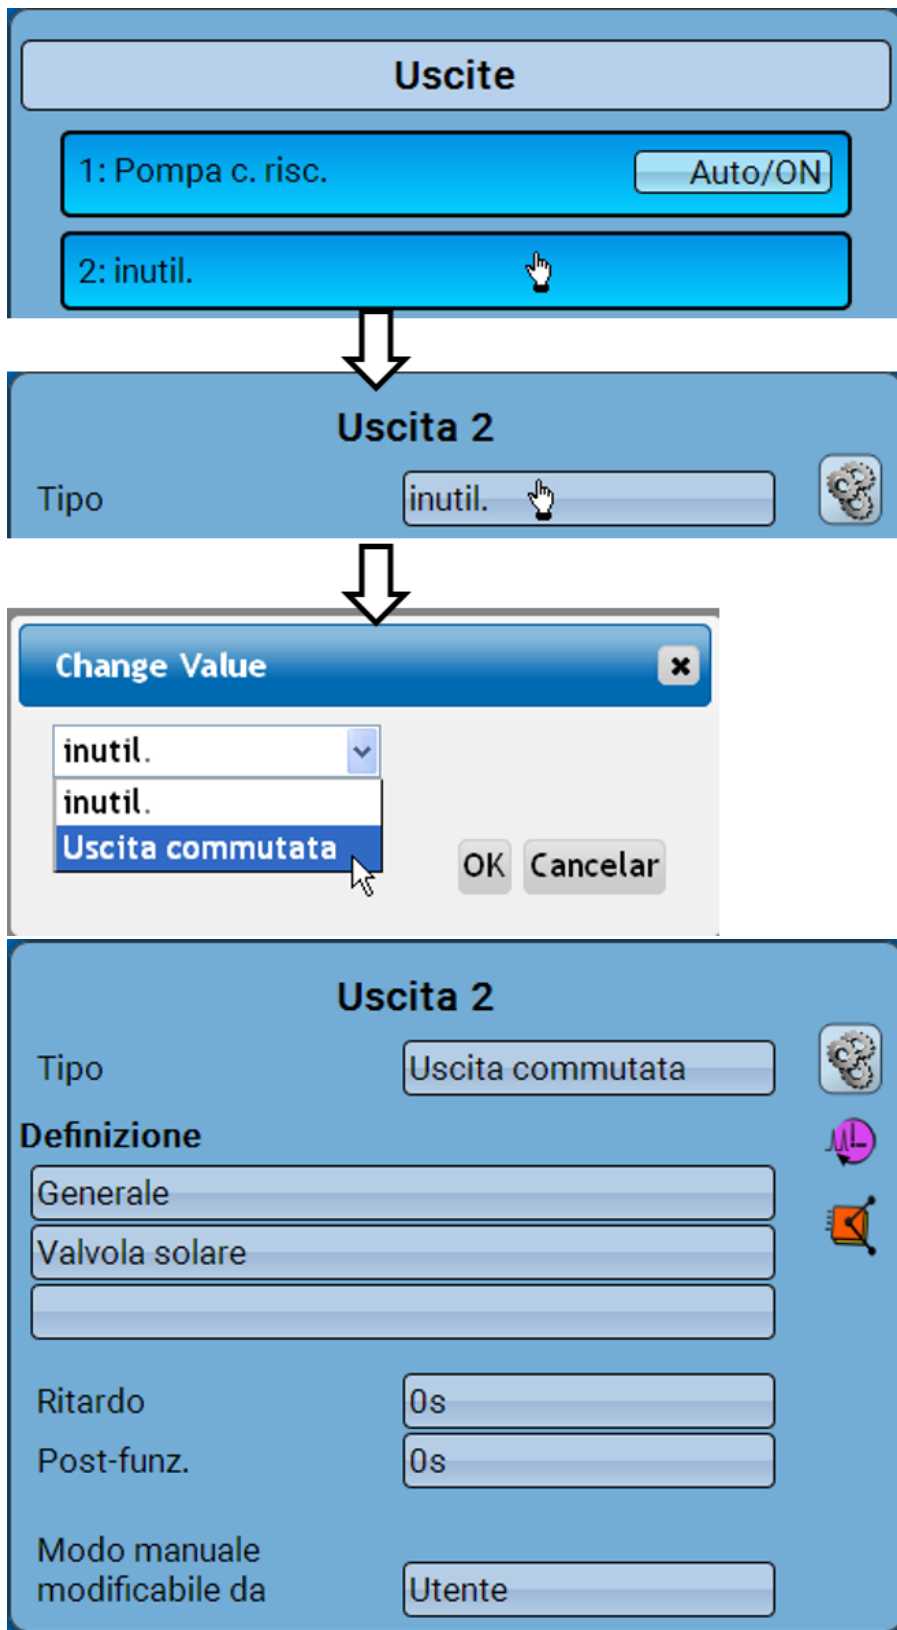 Uscite
1: Pompa c. risc. Auto/ON
2: inutil.
Uscita 2
Tipo inutil.
Change Value
inutil.
inutil.
Uscita commutata
OK Cancelar
Uscita 2
Tipo Uscita commutata
Definizione
Generale
Valvola solare
Ritardo 0s
Post-funz. 0s
Modo manuale
modificabile da Utente